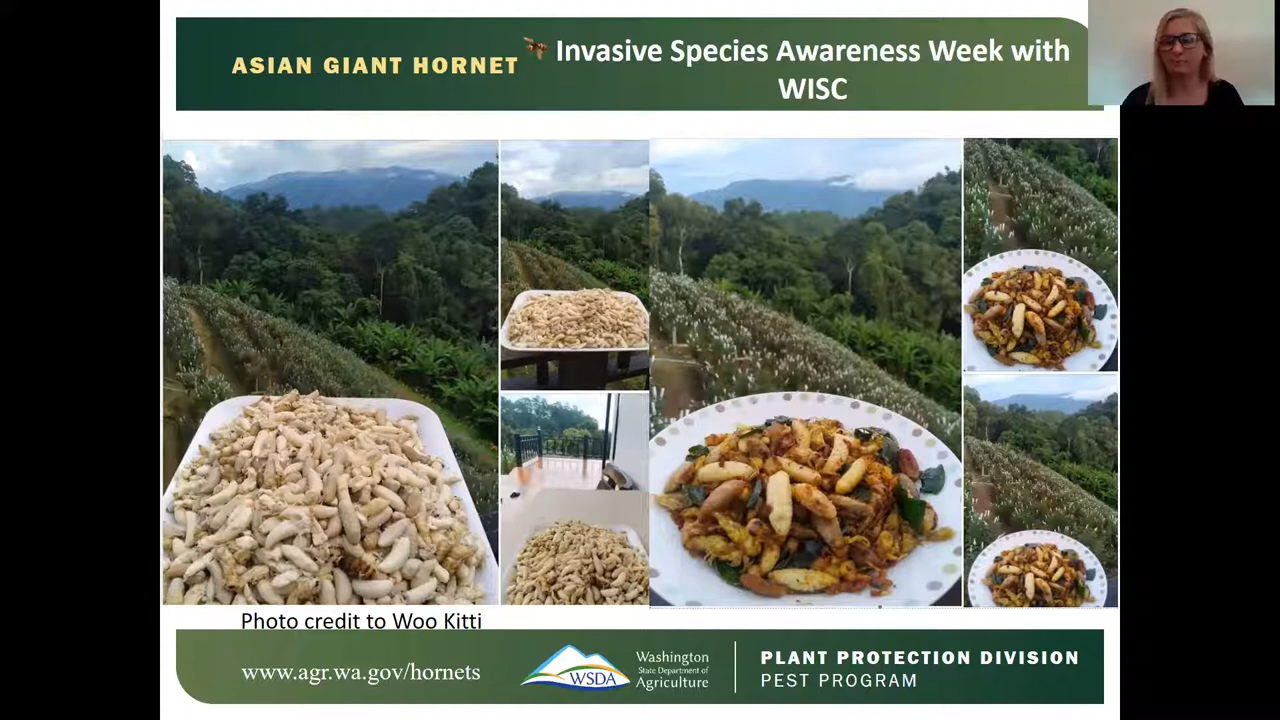 ASIAN GIANT HORNET
Invasive Species Awareness Week with
WISC
Photo credit to Woo Kitti
www.agr.wa.gov/hornets
WSDA
Washington
State Department of
Agriculture
PLANT PROTECTION DIVISION
PEST PROGRAM